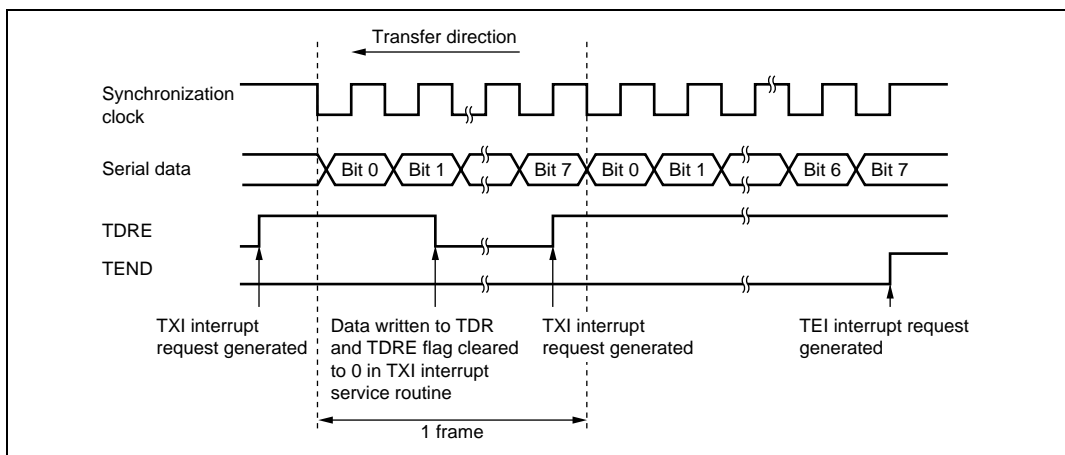 Transfer direction
Synchronization
clock
Serial data
Bit 0
Bit 1
Bit 7
Bit 0
Bit 1
Bit 6
Bit 7
TDRE
TEND
TXI interrupt
request generated
Data written to TDR
and TDRE flag cleared
to 0 in TXI interrupt
service routine
TXI interrupt
request generated
TEI interrupt request
generated
1 frame